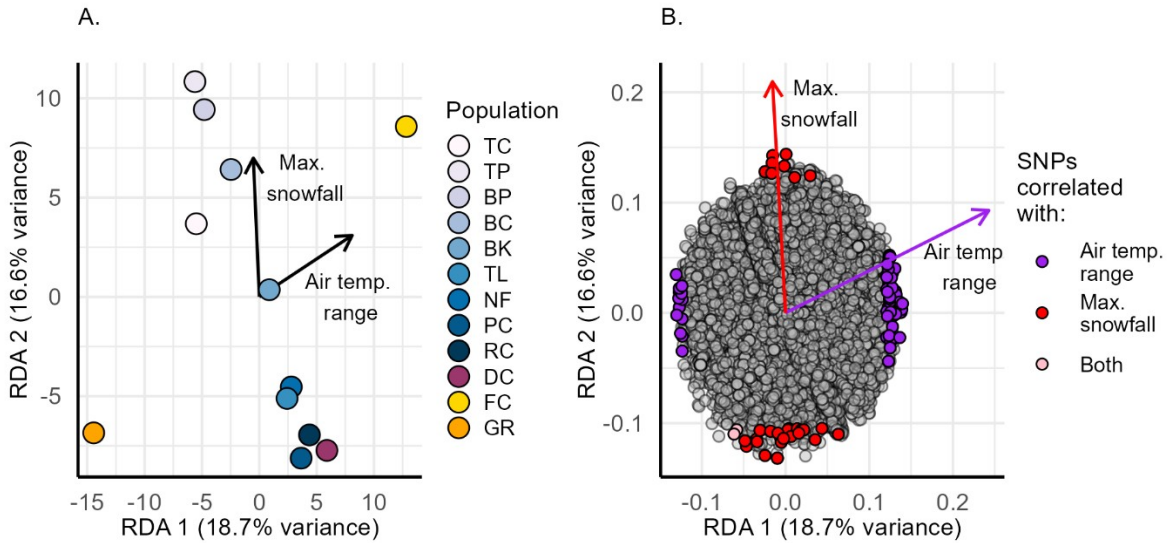 A.
RDA 2 (16.6% variance)
10
5
0
-5
-15
-10
-5
0
5
10
RDA 1 (18.7% variance)
Max.
snowfall
Air temp.
range
Population
TC
TP
BP
BC
BK
TL
NF
PC
RC
DC
FC
GR
B.
RDA 2 (16.6% variance)
0.2
0.1
0.0
-0.1
-0.1
0.0
0.1
0.2
RDA 1 (18.7% variance)
Max.
snowfall
Air temp
range
SNPs
correlated
with:
Air temp.
range
Max.
snowfall
Both